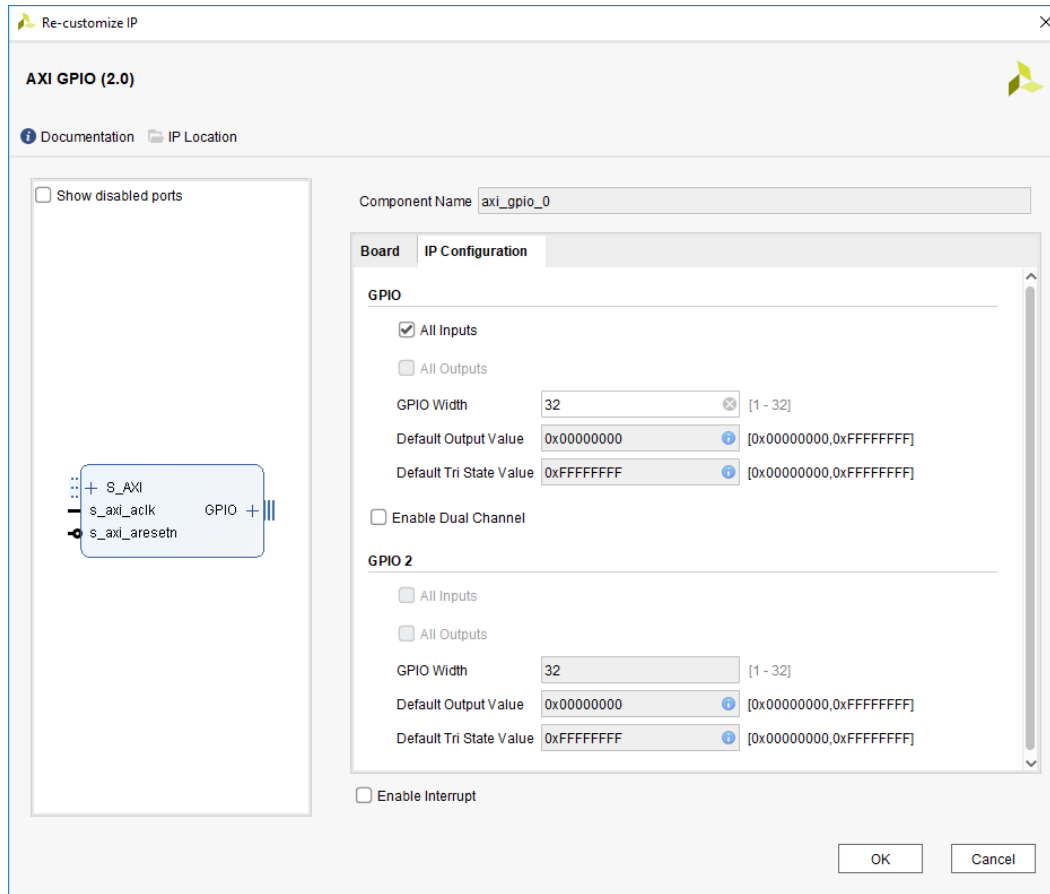 Re-customize IP
AXI GPIO (2.0)
Documentation IP Location
Show disabled ports
S_AXI
s_axi_aclk GPIO
s_axi_aresetn
Component Name axi_gpio_0
Board IP Configuration
GPIO
All Inputs
All Outputs
GPIO Width 32 [1 - 32]
Default Output Value 0x00000000 [0x00000000,0xFFFFFFFF]
Default Tri State Value 0xFFFFFFFF [0x00000000,0xFFFFFFFF]
Enable Dual Channel
GPIO 2
All Inputs
All Outputs
GPIO Width 32 [1 - 32]
Default Output Value 0x00000000 [0x00000000,0xFFFFFFFF]
Default Tri State Value 0xFFFFFFFF [0x00000000,0xFFFFFFFF]
Enable Interrupt
OK Cancel